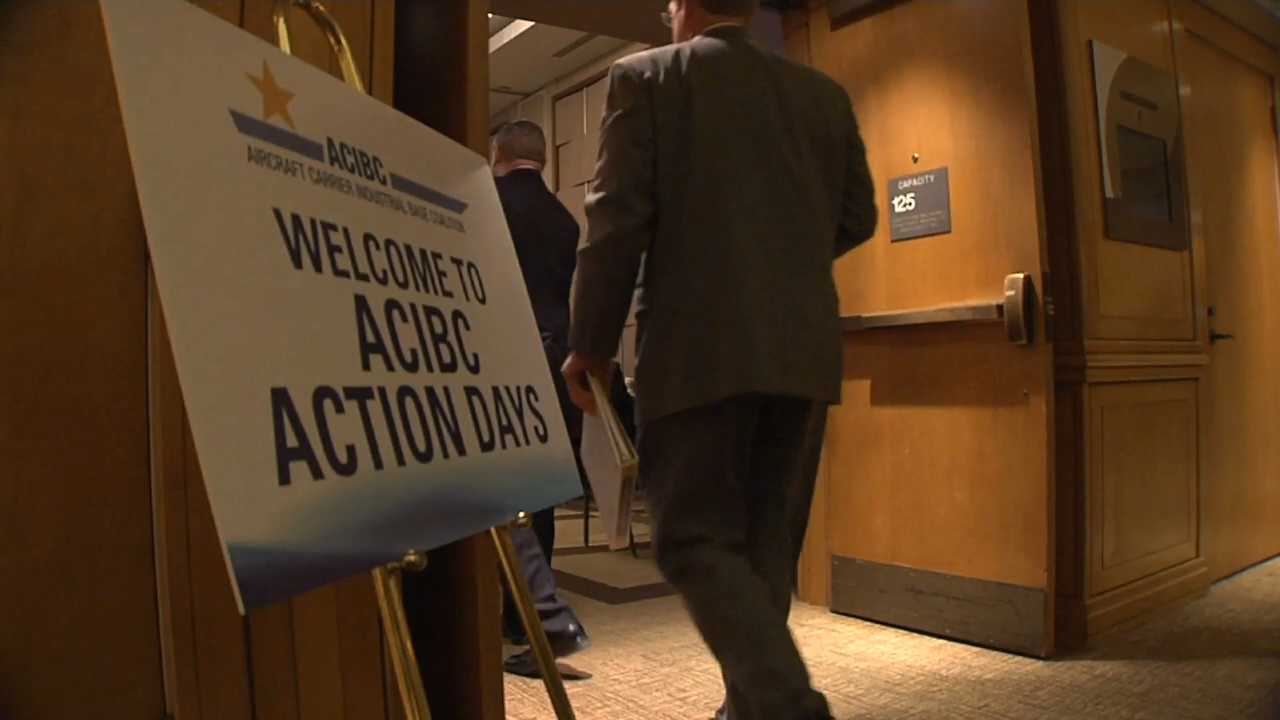 ACIBC
AIRCRAFT CARRIER INDUSTRIAL BASE COALITION
WELCOME TO
ACIBC
ACTION DAYS
CAPACITY
125